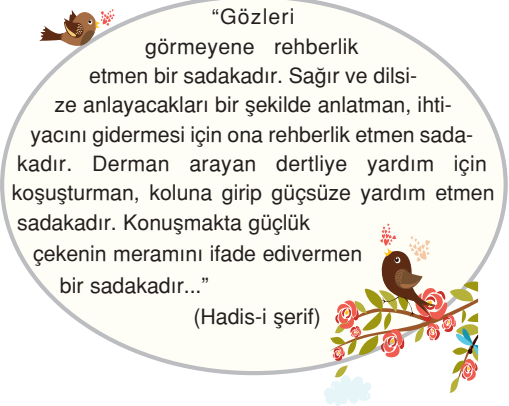 “Gözleri
görmeyene rehberlik
etmen bir sadakadır. Sağır ve dilsi-
ze anlayacakları bir şekilde anlatman, ihti-
yacını gidermesi için ona rehberlik etmen sada-
kadır. Derman arayan dertliye yardım için
koşuşturman, koluna girip güçsüze yardım etmen
sadakadır. Konuşmakta güçlük
çekenin meramını ifade edivermen
bir sadakadır...”
(Hadis-i şerif)